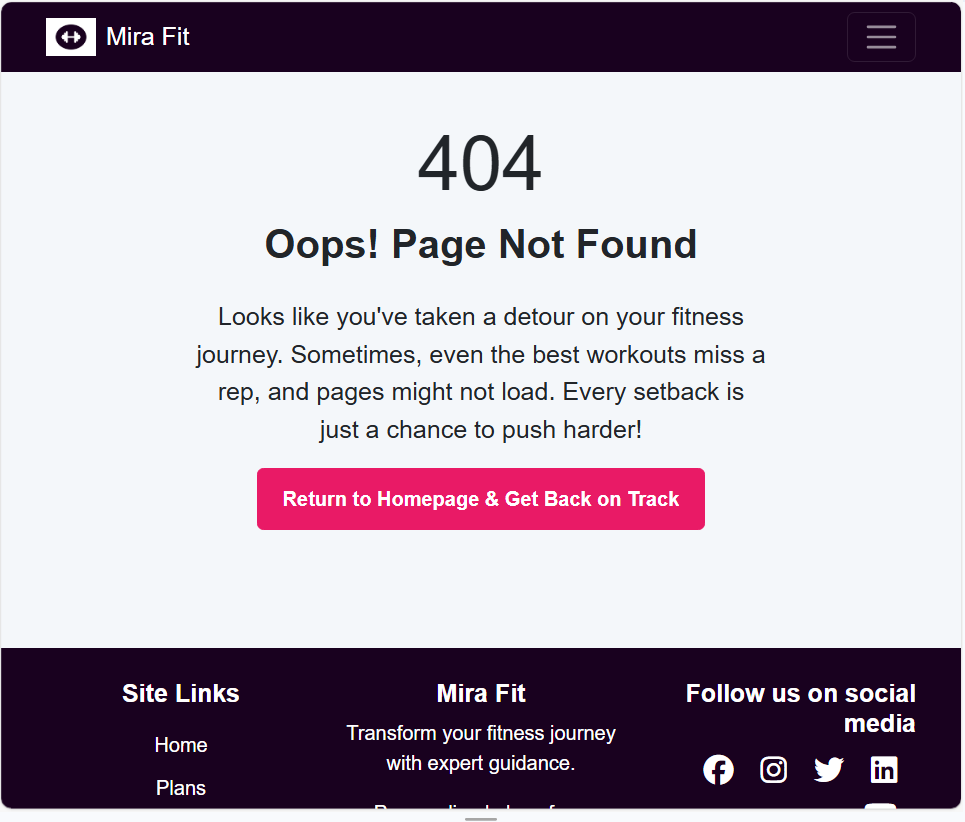 Mira Fit
404
Oops! Page Not Found
Looks like you've taken a detour on your fitness
journey. Sometimes, even the best workouts miss a
rep, and pages might not load. Every setback is
just a chance to push harder!
Return to Homepage & Get Back on Track
Site Links
Home
Plans
Mira Fit
Transform your fitness journey
with expert guidance.
Follow us on social
media